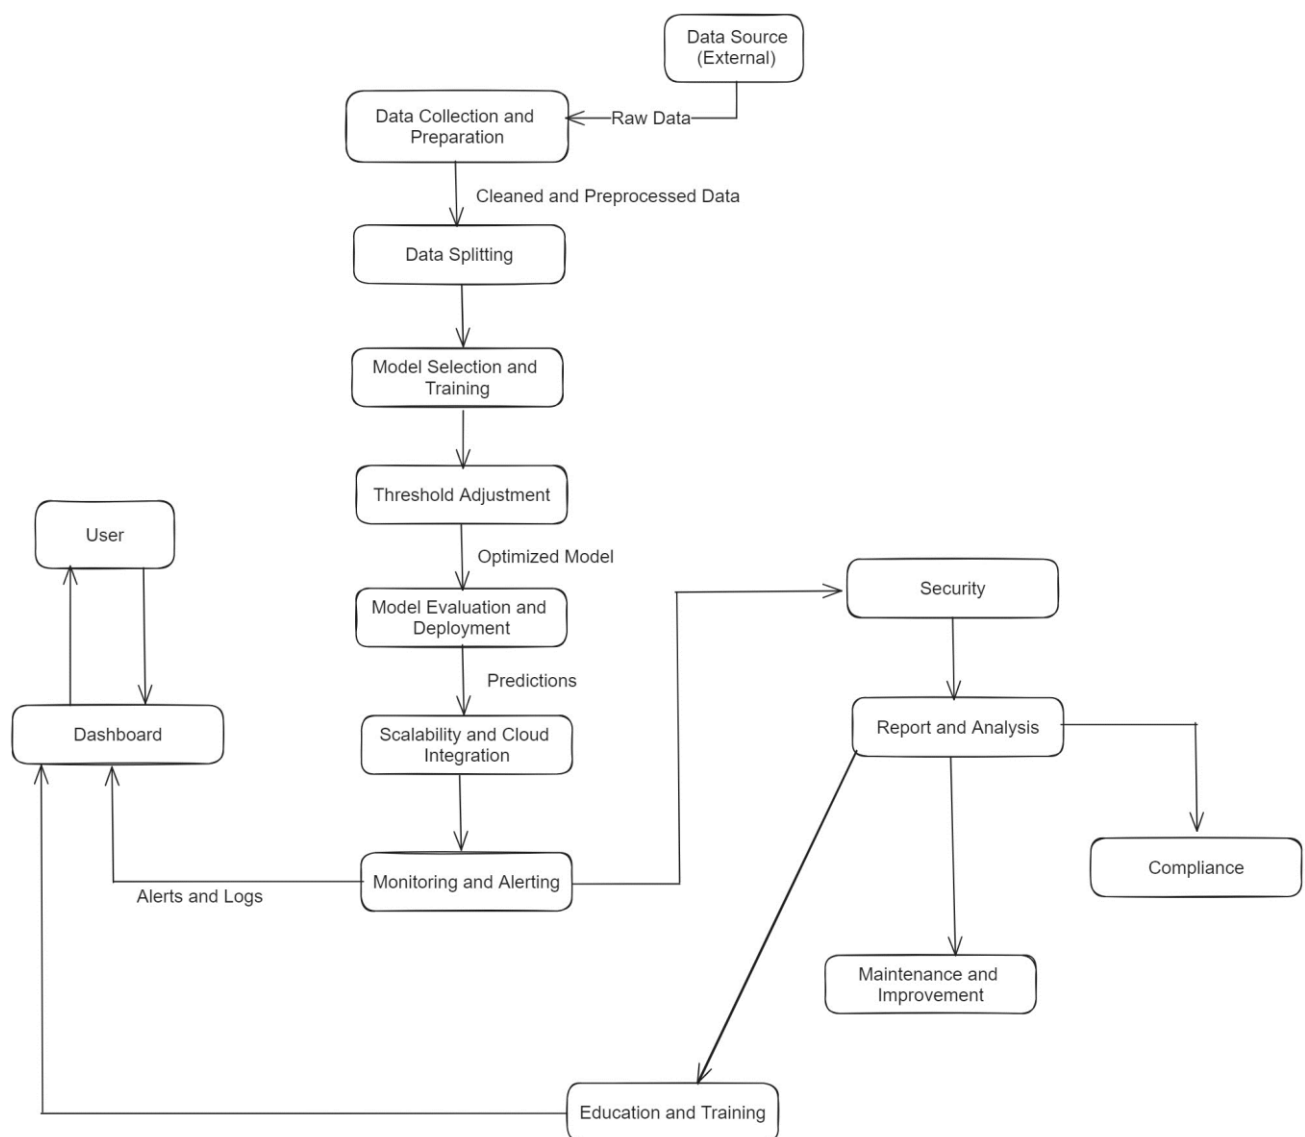 Data Source
(External)
Data Collection and
Preparation
Raw Data
Cleaned and Preprocessed Data
Data Splitting
Model Selection and
Training
Threshold Adjustment
User
Optimized Model
Security
Model Evaluation and
Deployment
Predictions
Dashboard
Scalability and Cloud
Integration
Report and Analysis
Monitoring and Alerting
Alerts and Logs
Compliance
Maintenance and
Improvement
Education and Training